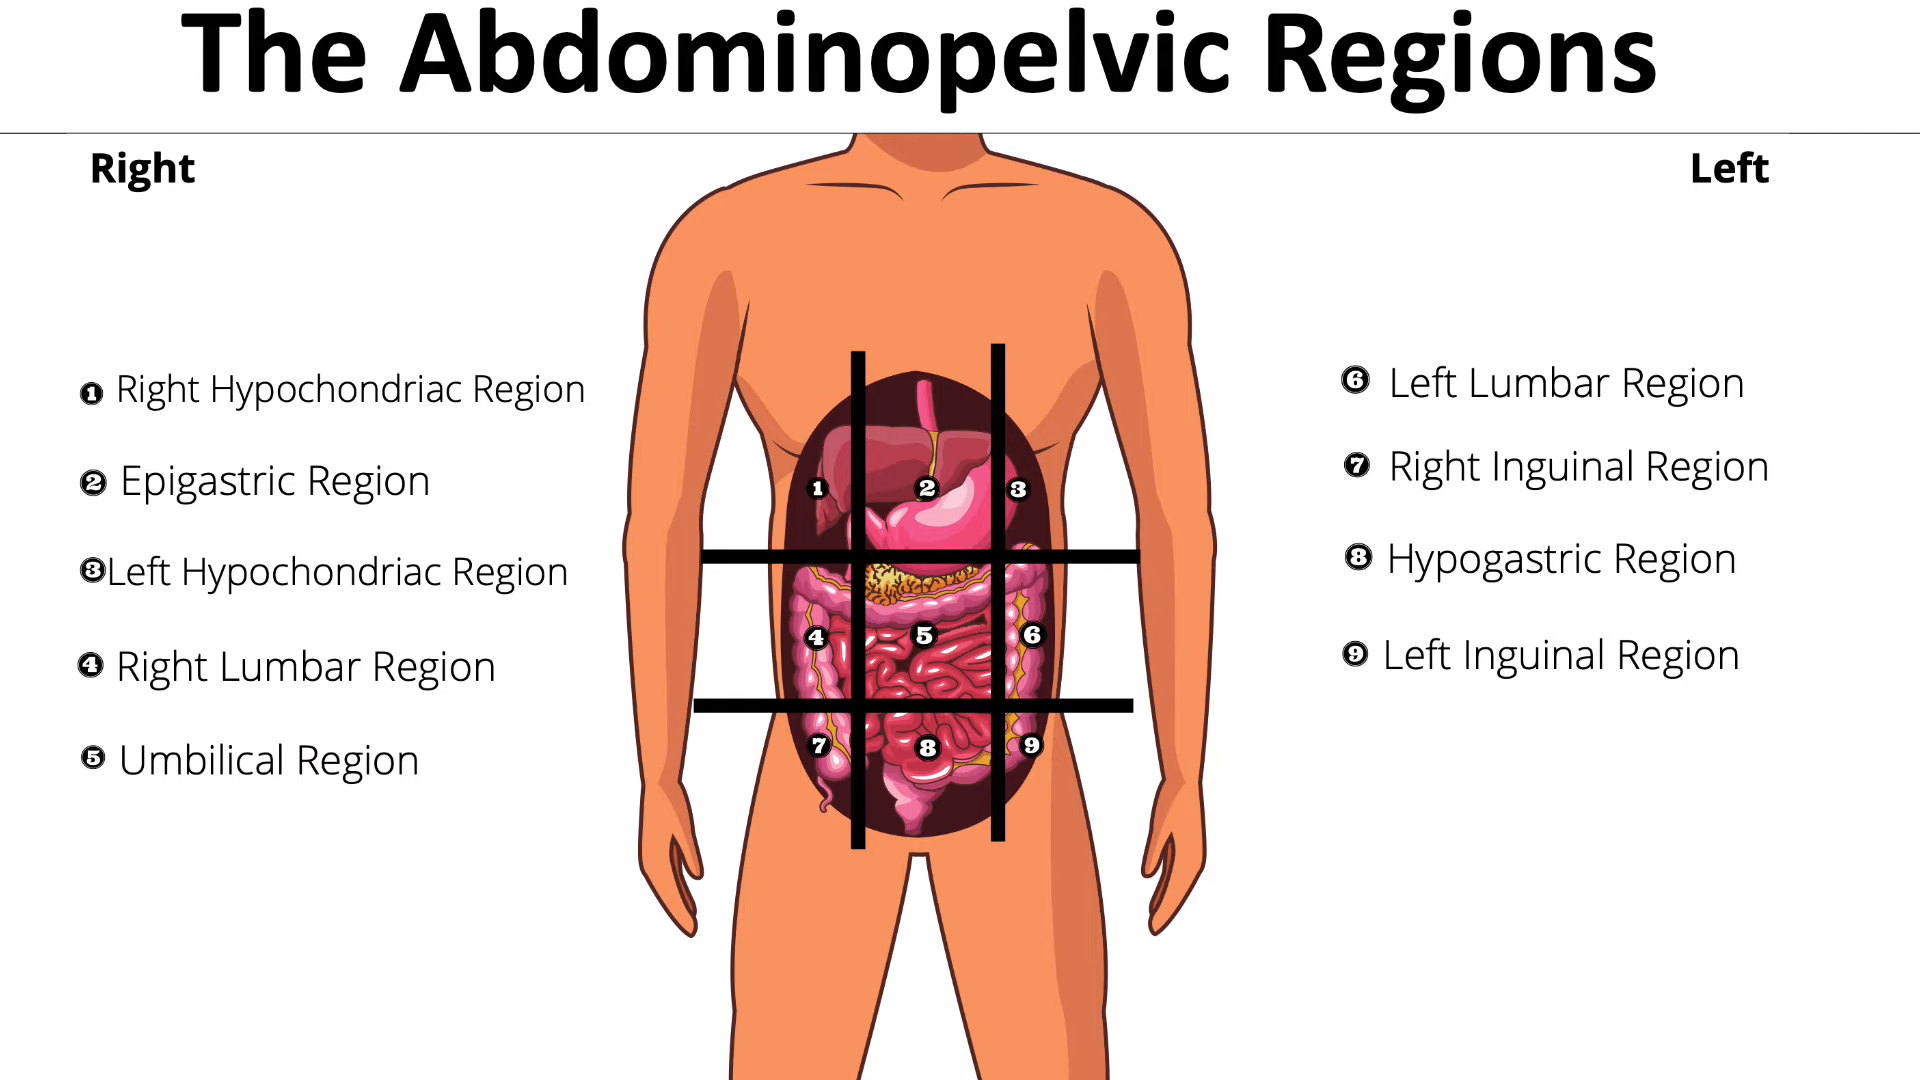 The Abdominopelvic Regions
Right
Left
1 Right Hypochondriac Region
2 Epigastric Region
3 Left Hypochondriac Region
4 Right Lumbar Region
5 Umbilical Region
6 Left Lumbar Region
7 Right Inguinal Region
8 Hypogastric Region
9 Left Inguinal Region
1 2 3
4 5 6
7 8 9